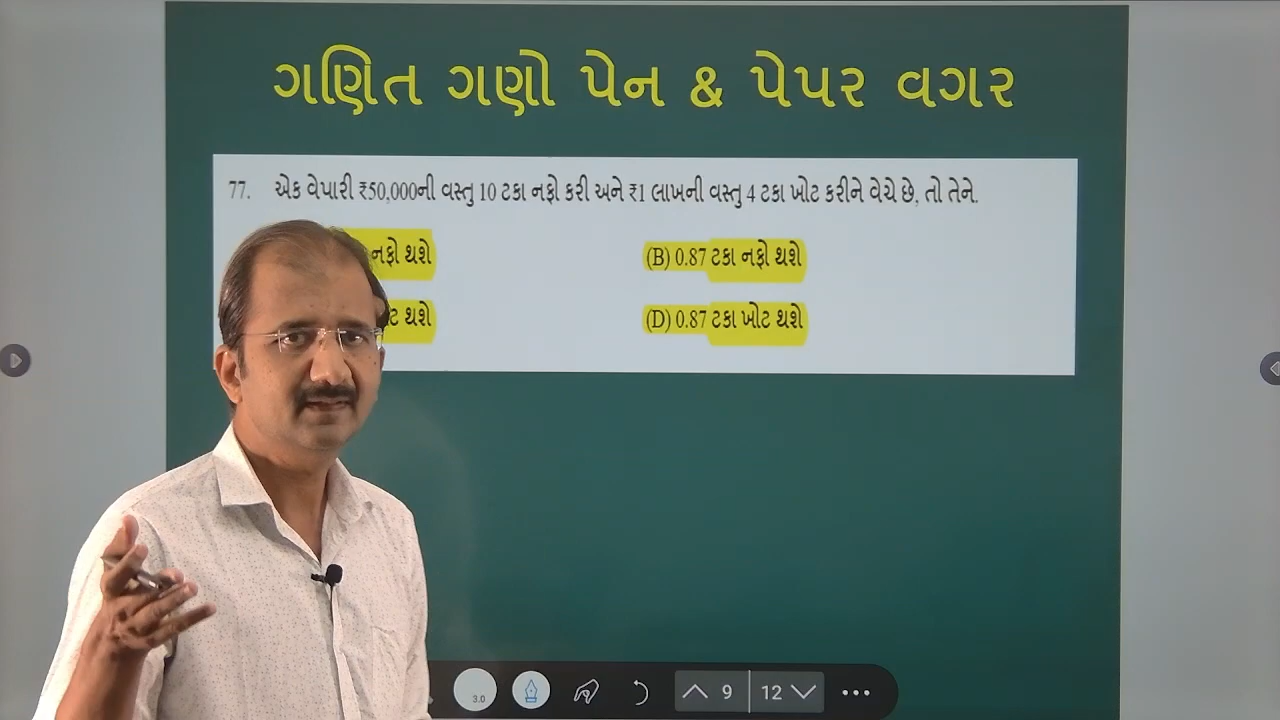 ગણિત ગણો પેન & પેપર વગર
77. એક વેપારી ₹50,000ની વસ્તુ 10 ટકા નફો કરી અને ₹1 લાખની વસ્તુ 4 ટકા ખોટ કરીને વેચે છે, તો તેને.
નફો થશે (B) 0.87 ટકા નફો થશે
થશે (D) 0.87 ટકા ખોટ થશે
3.0 9 12